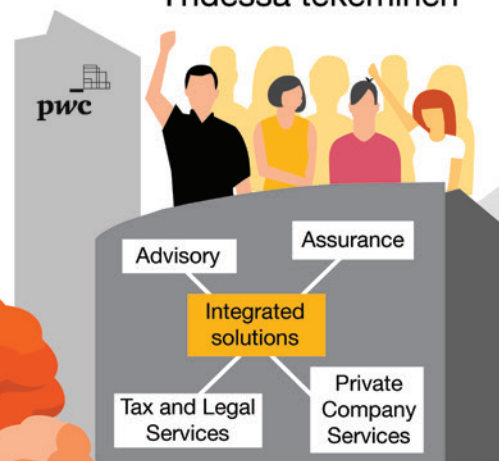 Yhdessä tekeminen
pwc
Advisory
Assurance
Integrated
solutions
Tax and Legal
Services
Private
Company
Services